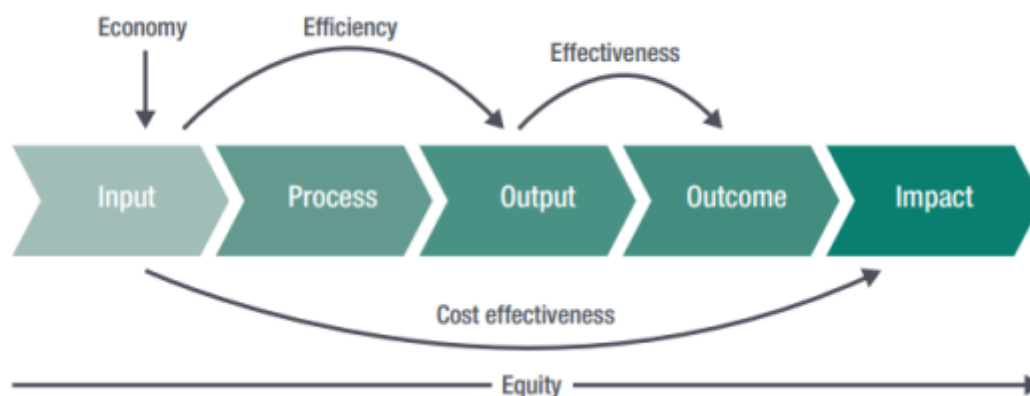 Economy
Efficiency
Effectiveness
Input
Process
Output
Outcome
Impact
Cost effectiveness
Equity